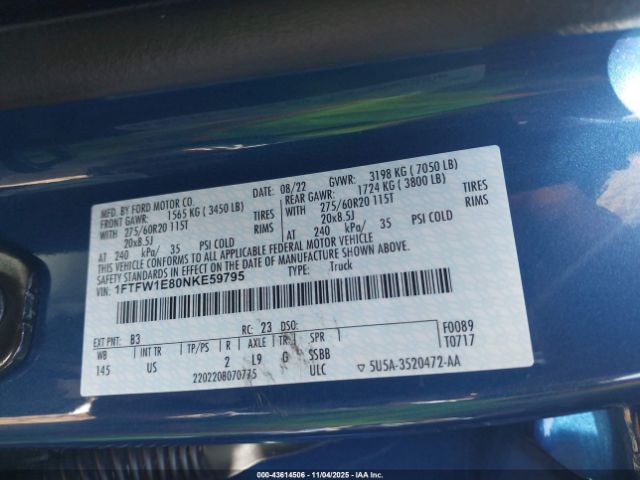 MFD. BY FORD MOTOR CO. DATE: 08/22 GVWR: 3198 KG ( 7050 LB)
FRONT GAWR: 1565 KG ( 3450 LB) REAR GAWR: 1724 KG ( 3800 LB)
WITH 275/60R20 115T TIRES WITH 275/60R20 115T TIRES
20x8.5J RIMS 20x8.5J RIMS
AT 240 kPa/ 35 PSI COLD AT 240 kPa/ 35 PSI COLD
THIS VEHICLE CONFORMS TO ALL APPLICABLE FEDERAL MOTOR VEHICLE
SAFETY STANDARDS IN EFFECT ON THE DATE OF MANUFACTURE SHOWN ABOVE.
VIN: 1FTFW1E80NKE59795 TYPE: Truck
EXT PNT: B3 RC: 23 DSO: F0089
WB INT TR TP/PS R AXLE TR SPR T0717
145 US 2 L9 G SSBB
2202208070775 ULC ▽ 5U5A-3520472-AA
000-43614506 - 11/04/2025 - IAAI.COM